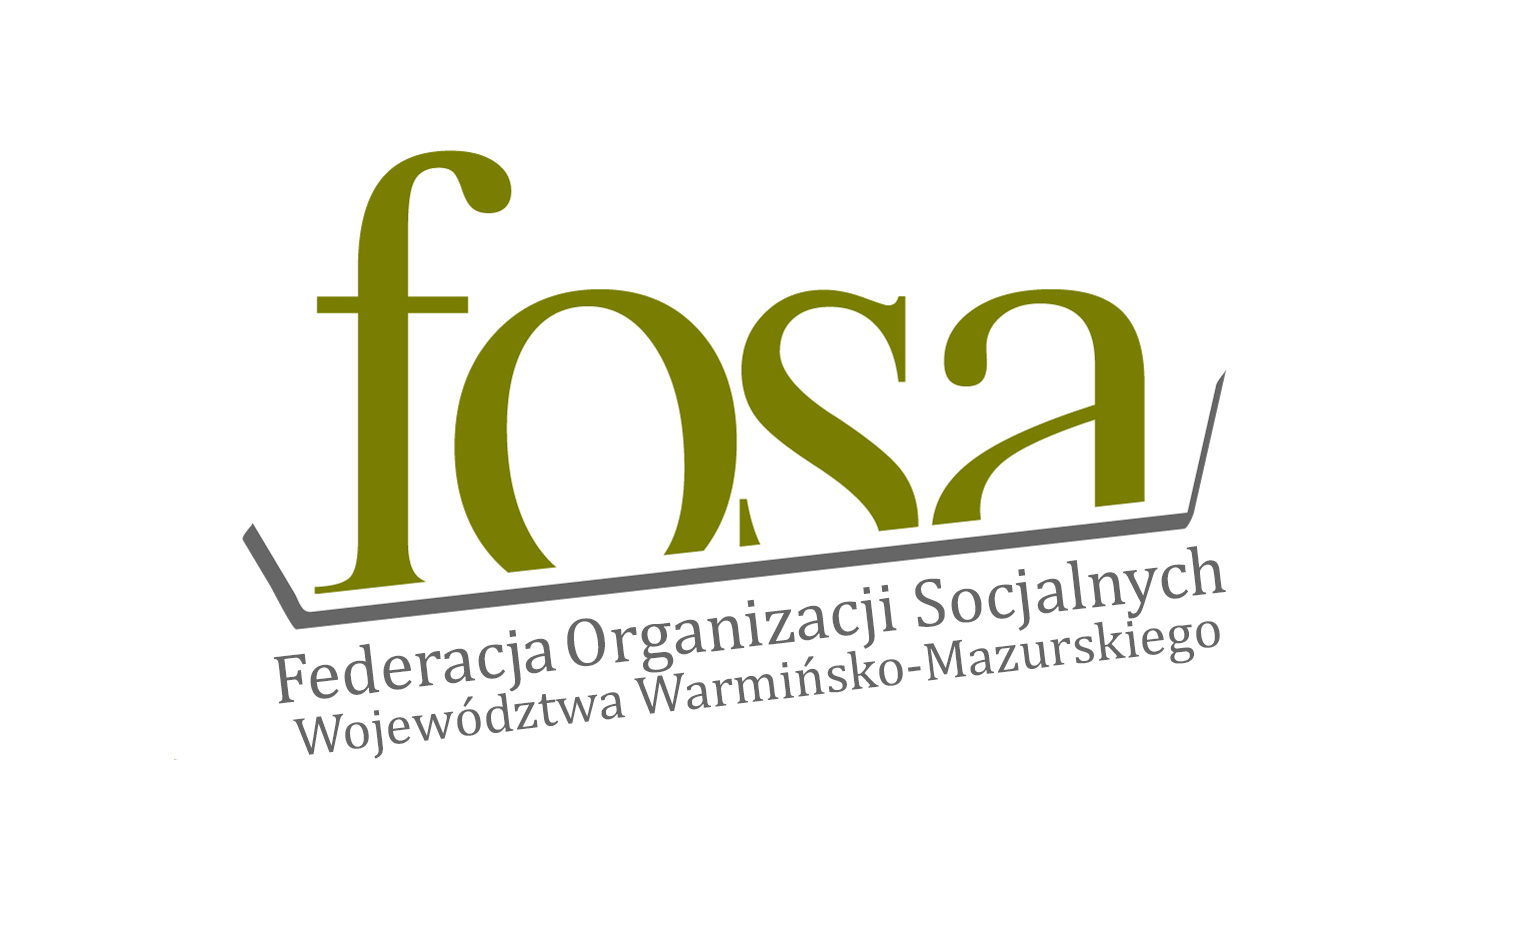 fosa
Federacja Organizacji Socjalnych
Województwa Warmińsko-Mazurskiego